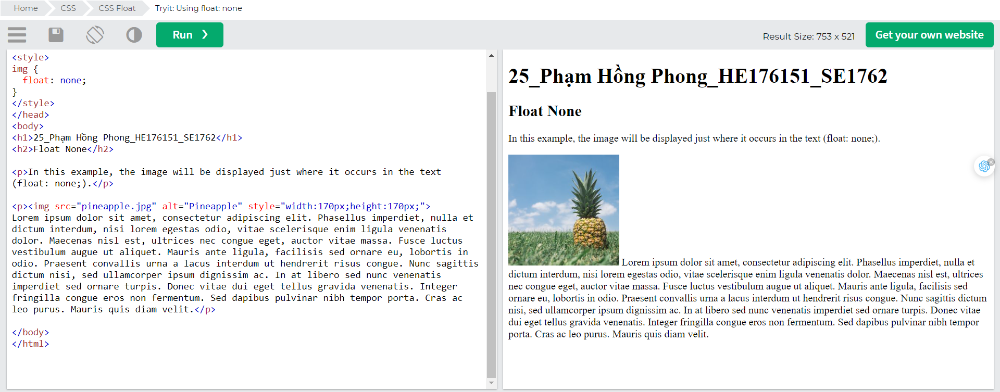 Home CSS CSS Float Tryit: Using float: none
Run ❯
Result Size: 753 x 521
Get your own website
<style>
img {
  float: none;
}
</style>
</head>
<body>
<h1>25_Phạm Hồng Phong_HE176151_SE1762</h1>
<h2>Float None</h2>
<p>In this example, the image will be displayed just where it occurs in the text
(float: none;).</p>
<p><img src="pineapple.jpg" alt="Pineapple" style="width:170px;height:170px;">
Lorem ipsum dolor sit amet, consectetur adipiscing elit. Phasellus imperdiet, nulla et
dictum interdum, nisi lorem egestas odio, vitae scelerisque enim ligula venenatis
dolor. Maecenas nisl est, ultrices nec congue eget, auctor vitae massa. Fusce luctus
vestibulum augue ut aliquet. Mauris ante ligula, facilisis sed ornare eu, lobortis in
odio. Praesent convallis urna a lacus interdum ut hendrerit risus congue. Nunc sagittis
dictum nisi, sed ullamcorper ipsum dignissim ac. In at libero sed nunc venenatis
imperdiet sed ornare turpis. Donec vitae dui eget tellus gravida venenatis. Integer
fringilla congue eros non fermentum. Sed dapibus pulvinar nibh tempor porta. Cras ac
leo purus. Mauris quis diam velit.</p>
</body>
</html>
25_Phạm Hồng Phong_HE176151_SE1762
Float None
In this example, the image will be displayed just where it occurs in the text (float: none;).
Lorem ipsum dolor sit amet, consectetur adipiscing elit. Phasellus imperdiet, nulla et
dictum interdum, nisi lorem egestas odio, vitae scelerisque enim ligula venenatis dolor. Maecenas nisl est, ultrices
nec congue eget, auctor vitae massa. Fusce luctus vestibulum augue ut aliquet. Mauris ante ligula, facilisis sed
ornare eu, lobortis in odio. Praesent convallis urna a lacus interdum ut hendrerit risus congue. Nunc sagittis dictum
nisi, sed ullamcorper ipsum dignissim ac. In at libero sed nunc venenatis imperdiet sed ornare turpis. Donec vitae
dui eget tellus gravida venenatis. Integer fringilla congue eros non fermentum. Sed dapibus pulvinar nibh tempor
porta. Cras ac leo purus. Mauris quis diam velit.